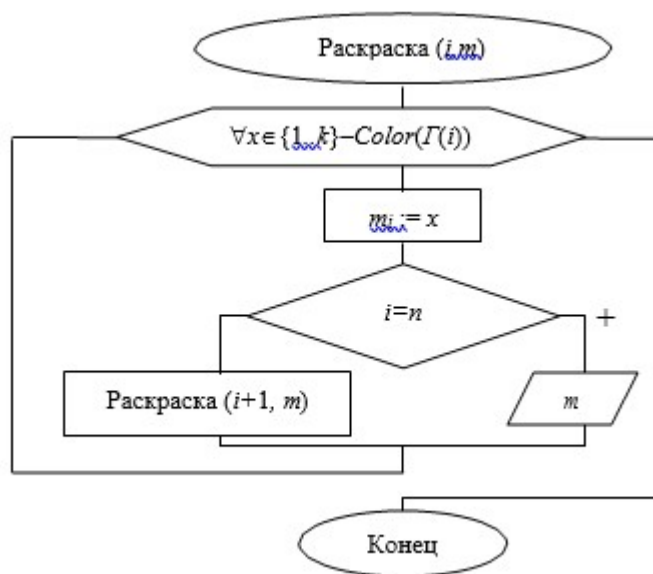 Раскраска (i,m)
∀x∈{1..k}−Color(Γ(i))
mᵢ := x
i=n
+
Раскраска (i+1, m)
m
Конец